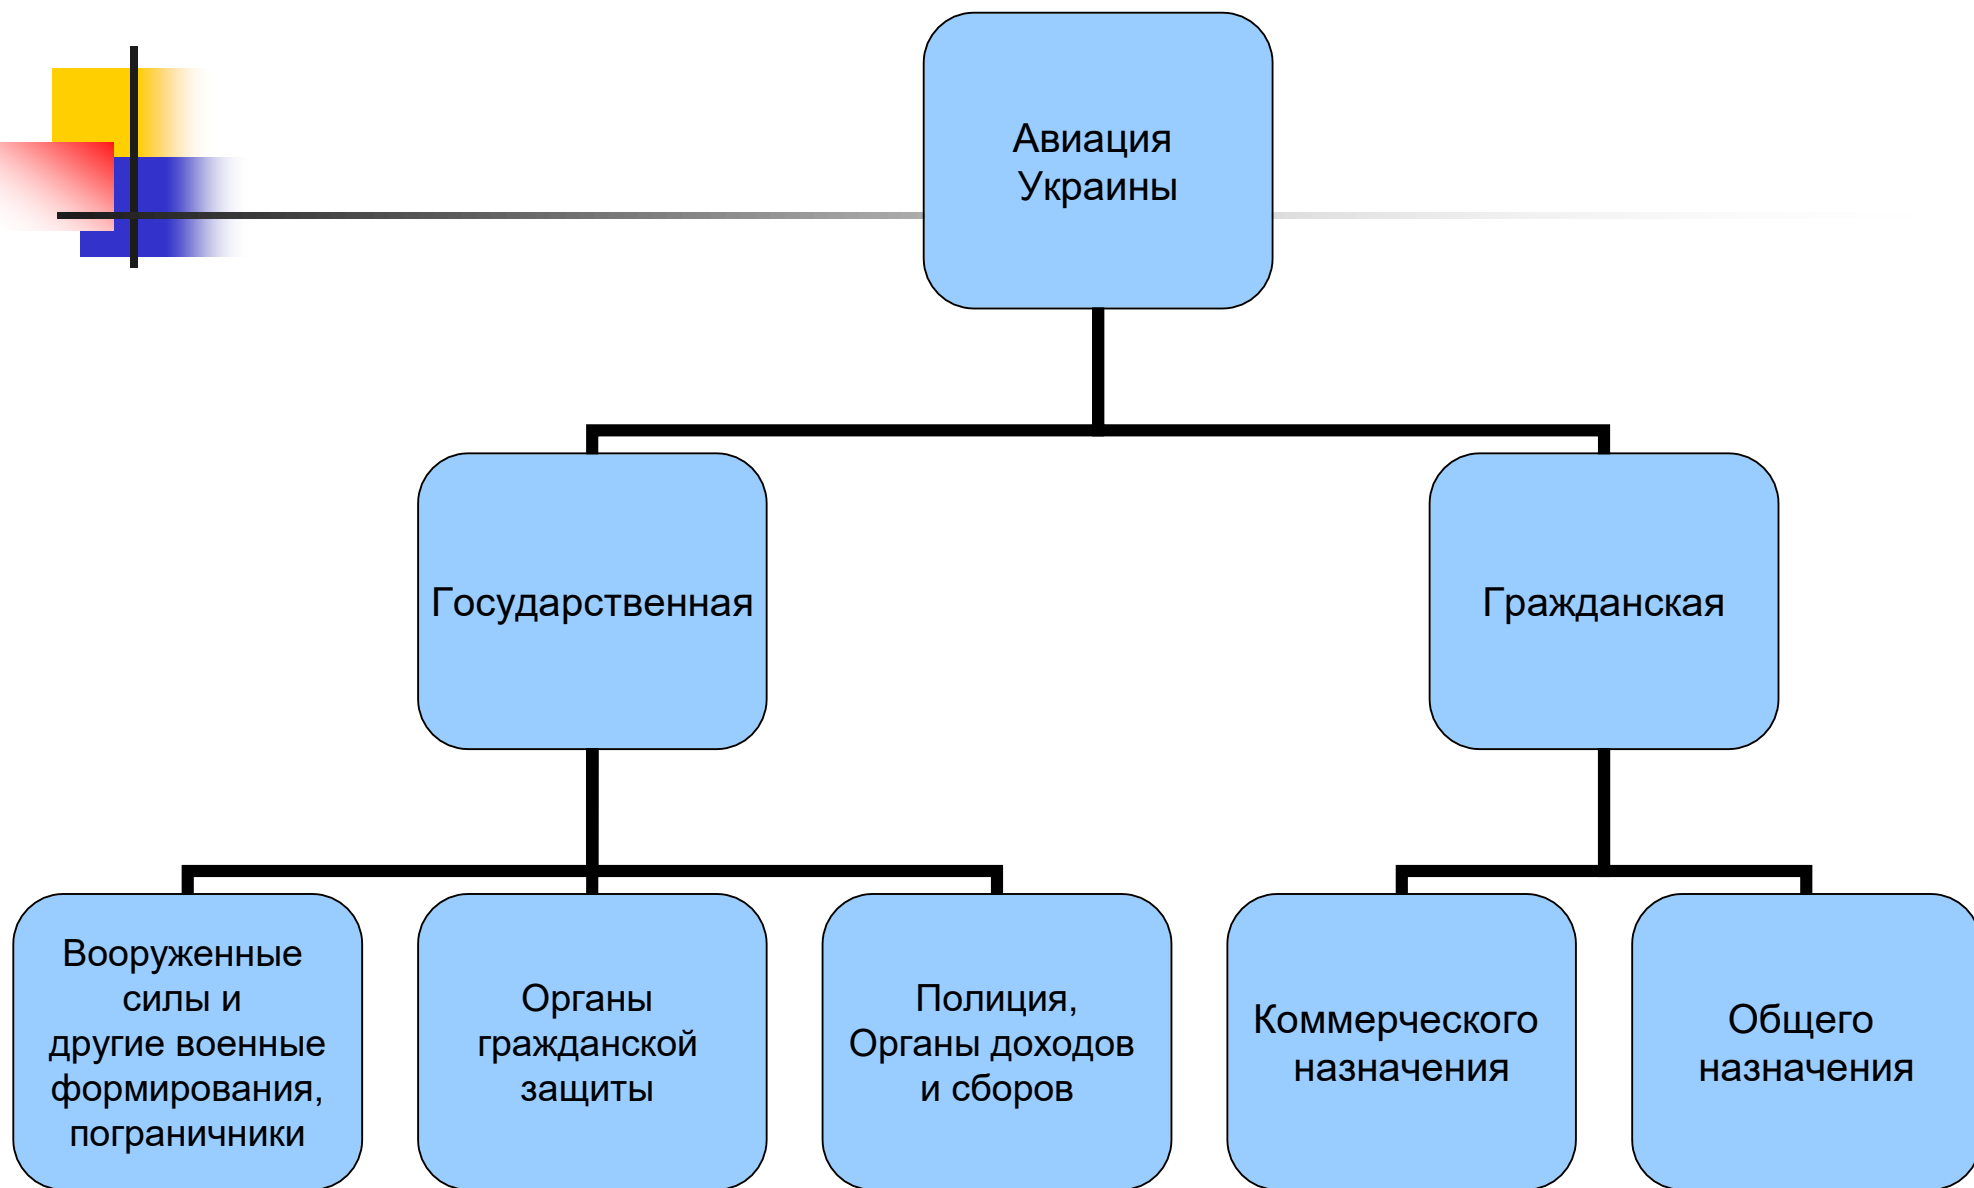 Авиация
Украины
Государственная
Гражданская
Вооруженные
силы и
другие военные
формирования,
пограничники
Органы
гражданской
защиты
Полиция,
Органы доходов
и сборов
Коммерческого
назначения
Общего
назначения